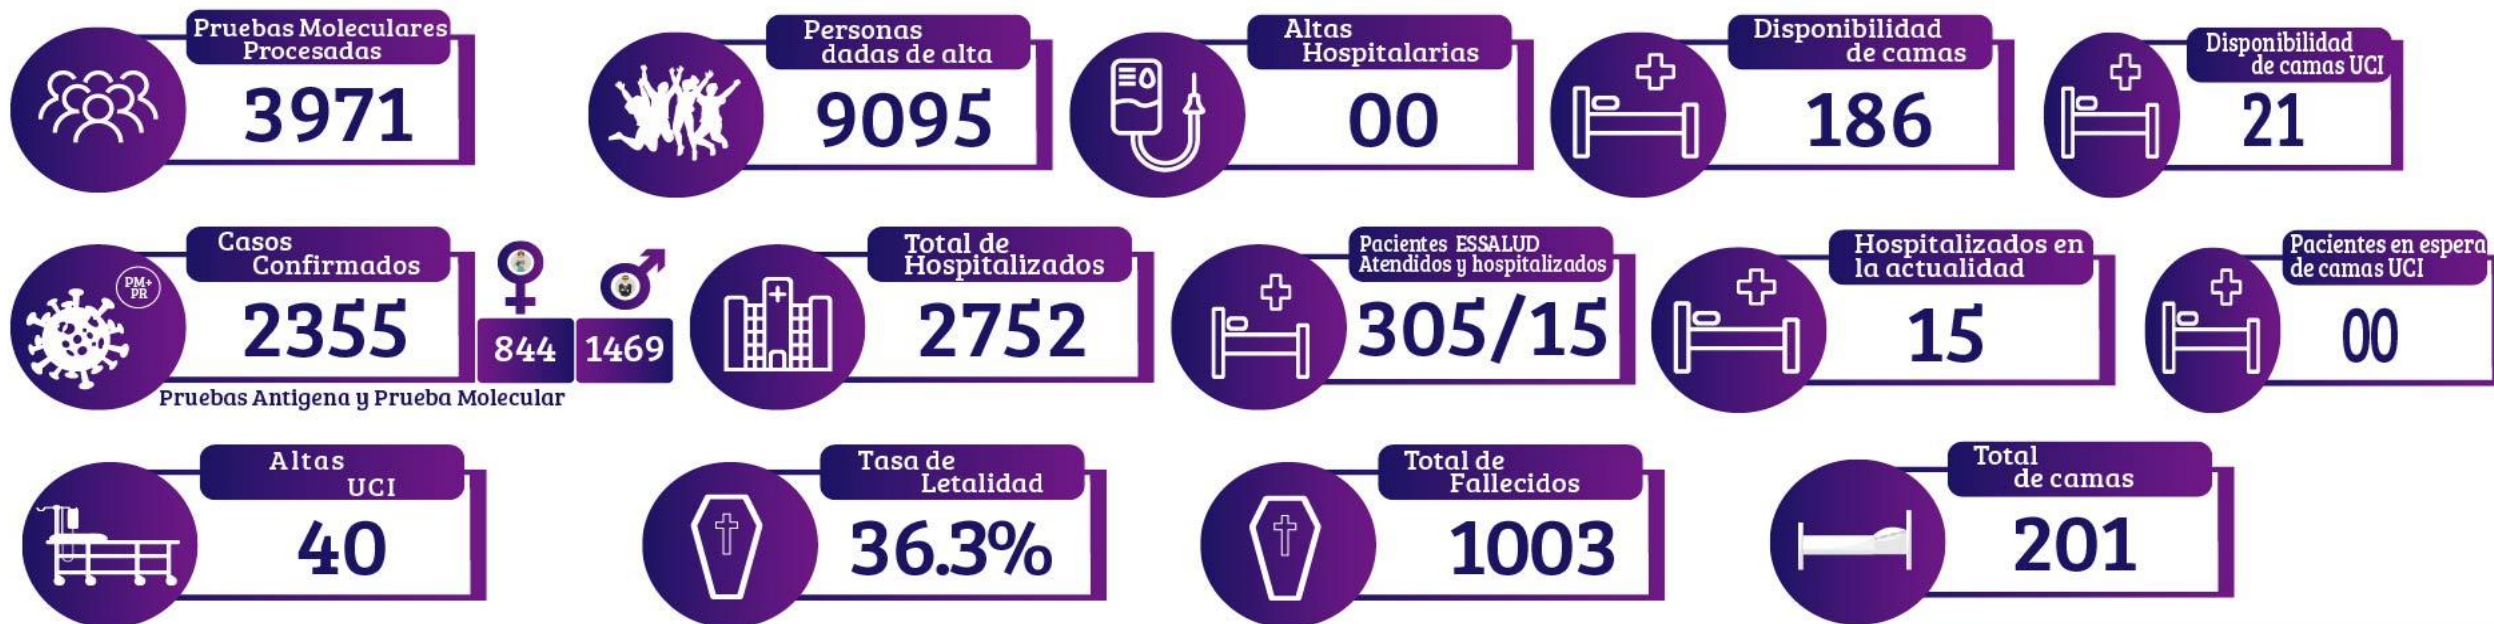 Pruebas Moleculares
Procesadas
3971
Personas
dadas de alta
9095
Altas
Hospitalarias
00
Disponibilidad
de camas
186
Disponibilidad
de camas UCI
21
PM+
PR
Casos
Confirmados
2355
844
1469
Pruebas Antigena y Prueba Molecular
Total de
Hospitalizados
2752
Pacientes ESSALUD
Atendidos y hospitalizados
305/15
Hospitalizados en
la actualidad
15
Pacientes en espera
de camas UCI
00
Altas
UCI
40
Tasa de
Letalidad
36.3%
Total de
Fallecidos
1003
Total
de camas
201